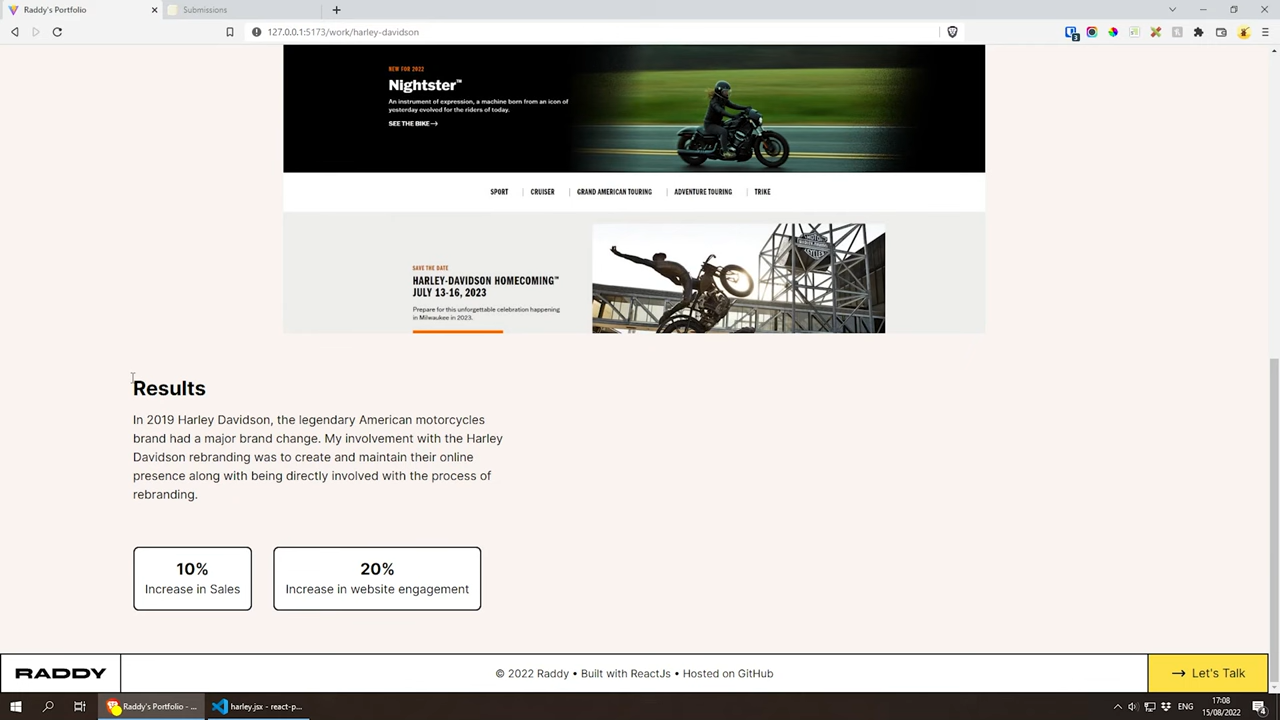 Raddy's Portfolio
Submissions
127.0.0.1:5173/work/harley-davidson
3
NEW FOR 2022
Nightster™
An instrument of expression, a machine born from an icon of
yesterday evolved for the riders of today.
SEE THE BIKE
SPORT | CRUISER | GRAND AMERICAN TOURING | ADVENTURE TOURING | TRIKE
SAVE THE DATE
HARLEY-DAVIDSON HOMECOMING™
JULY 13-16, 2023
Prepare for this unforgettable celebration happening
in Milwaukee in 2023.
Results
In 2019 Harley Davidson, the legendary American motorcycles
brand had a major brand change. My involvement with the Harley
Davidson rebranding was to create and maintain their online
presence along with being directly involved with the process of
rebranding.
10%
Increase in Sales
20%
Increase in website engagement
RADDY
© 2022 Raddy • Built with ReactJs • Hosted on GitHub
→ Let's Talk
Raddy's Portfolio - ...
harley.jsx - react-p...
ENG
17:08
15/08/2022
4